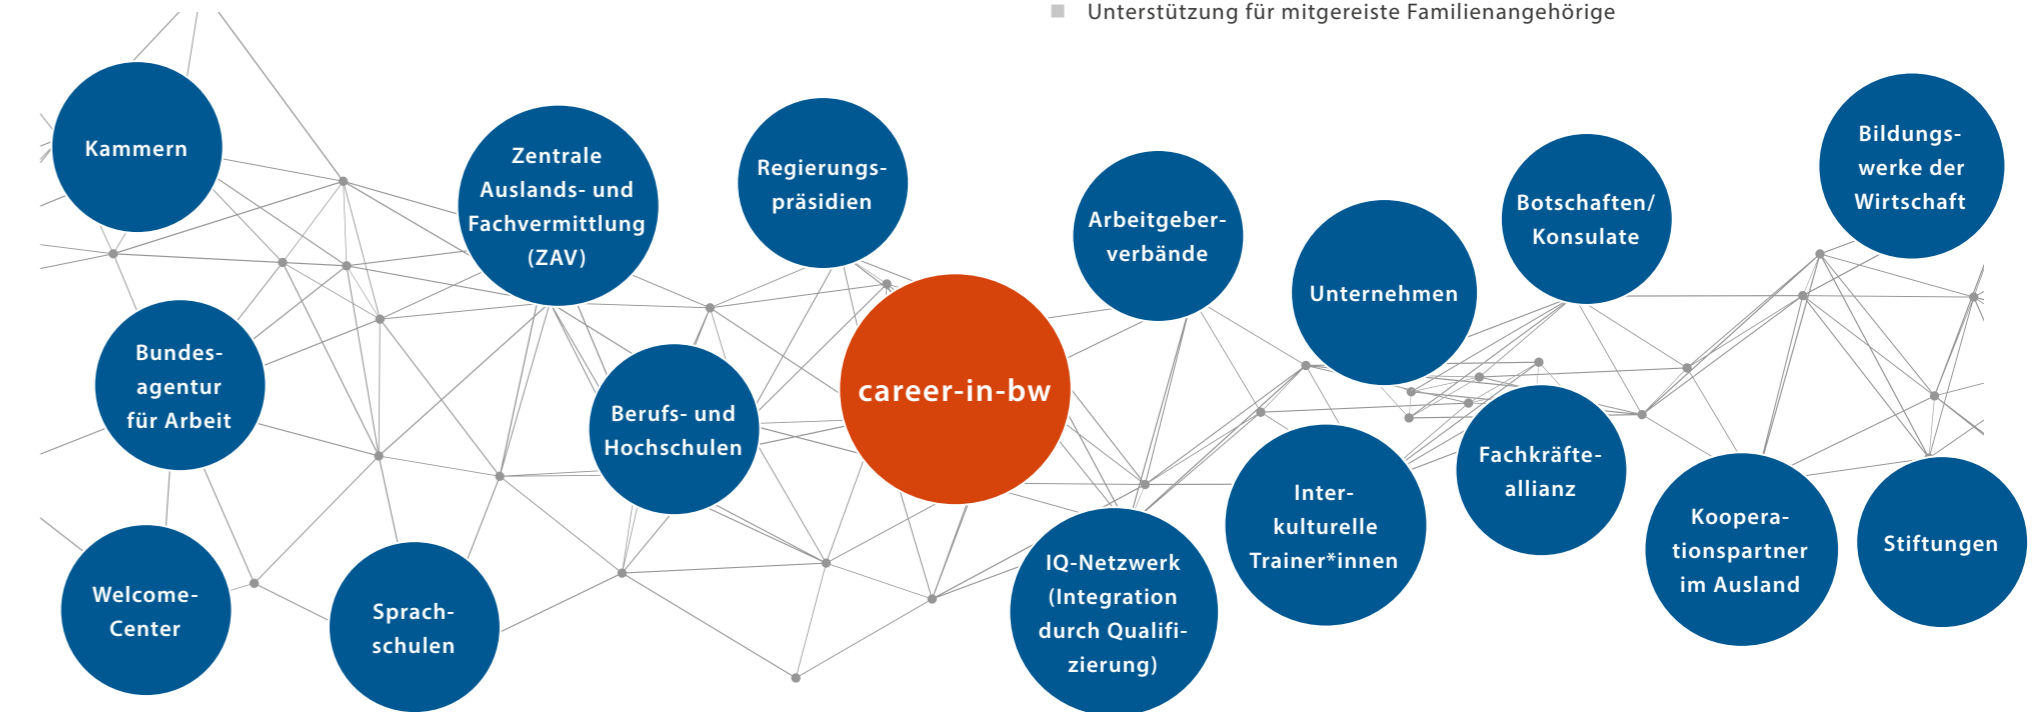 Unterstützung für mitgereiste Familienangehörige
Kammern
Zentrale
Auslands- und
Fachvermittlung
(ZAV)
Regierungs-
präsidien
Arbeitgeber-
verbände
Unternehmen
Botschaften/
Konsulate
Bildungs-
werke der
Wirtschaft
Bundes-
agentur
für Arbeit
Berufs- und
Hochschulen
career-in-bw
Inter-
kulturelle
Trainer*innen
Fachkräfte-
allianz
Koopera-
tionspartner
im Ausland
Stiftungen
Welcome-
Center
Sprach-
schulen
IQ-Netzwerk
(Integration
durch Qualifi-
zierung)